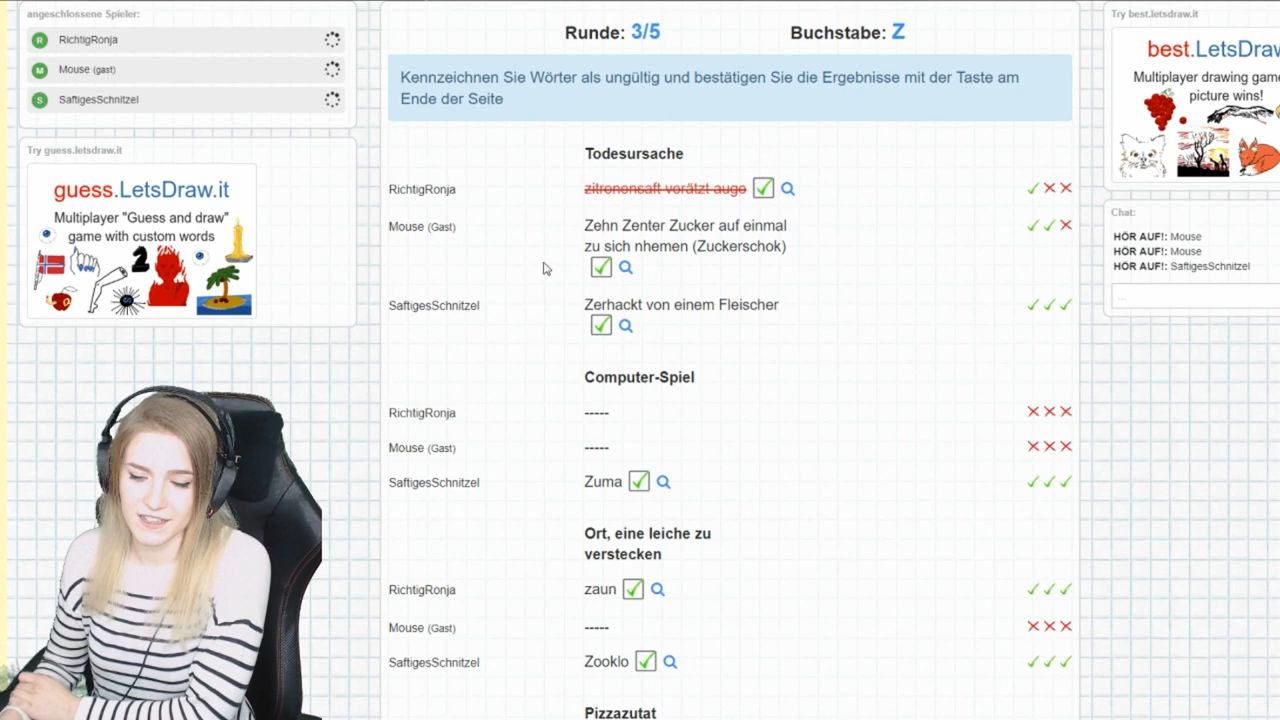 angeschlossene Spieler:
R RichtigRonja
M Mouse (gast)
S SaftigesSchnitzel
Try guess.letsdraw.it
guess.LetsDraw.it
Multiplayer "Guess and draw"
game with custom words
2
Runde: 3/5
Buchstabe: Z
Kennzeichnen Sie Wörter als ungültig und bestätigen Sie die Ergebnisse mit der Taste am
Ende der Seite
Todesursache
RichtigRonja
zitrononsaft vorätzt augo
Mouse (Gast)
Zehn Zenter Zucker auf einmal
zu sich nhemen (Zuckerschok)
SaftigesSchnitzel
Zerhackt von einem Fleischer
Computer-Spiel
RichtigRonja
-----
Mouse (Gast)
-----
SaftigesSchnitzel
Zuma
Ort, eine leiche zu
verstecken
RichtigRonja
zaun
Mouse (Gast)
-----
SaftigesSchnitzel
Zooklo
Pizzazutat
Try best.letsdraw.it
best.LetsDraw
Multiplayer drawing game
picture wins!
Chat:
HÖR AUF!: Mouse
HÖR AUF!: Mouse
HÖR AUF!: SaftigesSchnitzel
...